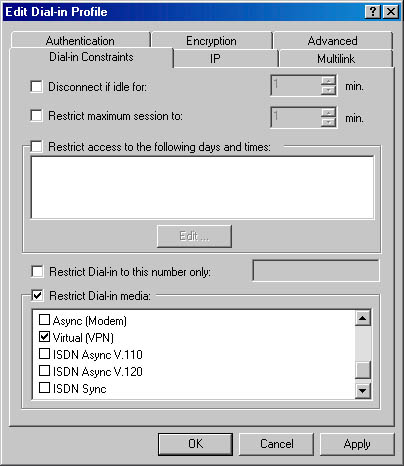 Edit Dial-in Profile
Authentication Encryption Advanced
Dial-in Constraints IP Multilink
Disconnect if idle for: 1 min.
Restrict maximum session to: 1 min.
Restrict access to the following days and times:
Edit ...
Restrict Dial-in to this number only:
Restrict Dial-in media:
Async (Modem)
Virtual (VPN)
ISDN Async V.110
ISDN Async V.120
ISDN Sync
OK Cancel Apply